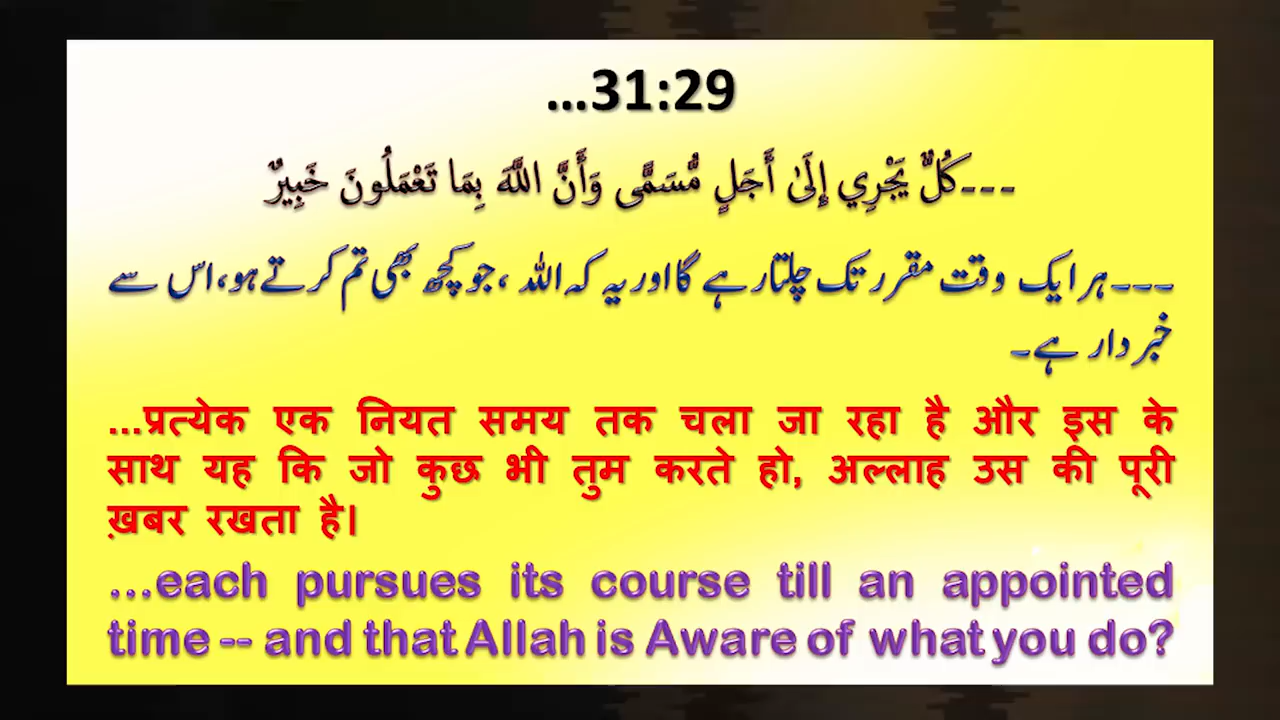 ...31:29
۔۔۔كُلٌّ يَجْرِي إِلَىٰ أَجَلٍ مُّسَمًّى وَأَنَّ اللَّهَ بِمَا تَعْمَلُونَ خَبِيرٌ
۔۔۔ہر ایک وقت مقرر تک چلتا رہے گا اور یہ کہ اللہ ،جو کچھ بھی تم کرتے ہو،اس سے
خبردار ہے۔
...प्रत्येक एक नियत समय तक चला जा रहा है और इस के
साथ यह कि जो कुछ भी तुम करते हो, अल्लाह उस की पूरी
ख़बर रखता है।
...each pursues its course till an appointed
time -- and that Allah is Aware of what you do?